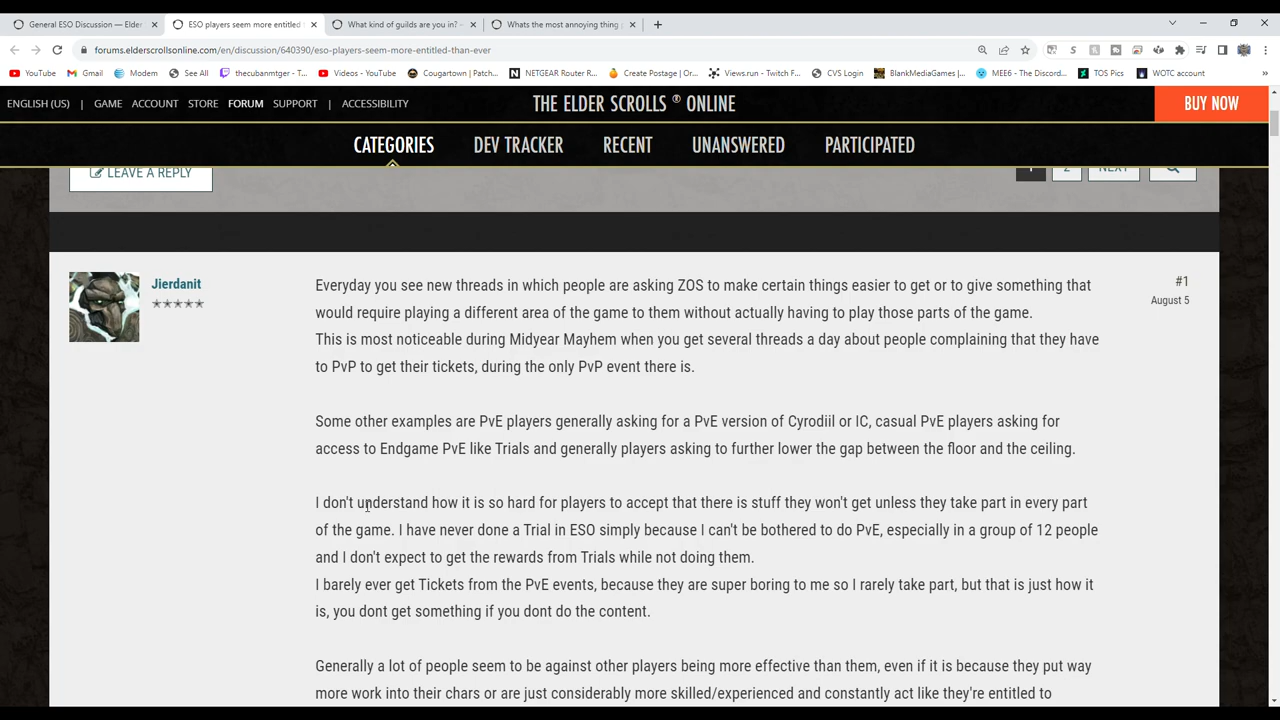 General ESO Discussion — Elder
ESO players seem more entitled
What kind of guilds are you in? -
Whats the most annoying thing
forums.elderscrollsonline.com/en/discussion/640390/eso-players-seem-more-entitled-than-ever
YouTube
Gmail
Modem
See All
thecubanmtger - T...
Videos - YouTube
Cougartown | Patch...
NETGEAR Router R...
Create Postage | Or...
Views.run - Twitch F...
CVS Login
BlankMediaGames |...
MEE6 - The Discord...
TOS Pics
WOTC account
ENGLISH (US) | GAME ACCOUNT STORE FORUM SUPPORT | ACCESSIBILITY
THE ELDER SCROLLS ® ONLINE
BUY NOW
CATEGORIES DEV TRACKER RECENT UNANSWERED PARTICIPATED
LEAVE A REPLY
1 2 NEXT
Jierdanit
#1
August 5
Everyday you see new threads in which people are asking ZOS to make certain things easier to get or to give something that
would require playing a different area of the game to them without actually having to play those parts of the game.
This is most noticeable during Midyear Mayhem when you get several threads a day about people complaining that they have
to PvP to get their tickets, during the only PvP event there is.
Some other examples are PvE players generally asking for a PvE version of Cyrodiil or IC, casual PvE players asking for
access to Endgame PvE like Trials and generally players asking to further lower the gap between the floor and the ceiling.
I don't understand how it is so hard for players to accept that there is stuff they won't get unless they take part in every part
of the game. I have never done a Trial in ESO simply because I can't be bothered to do PvE, especially in a group of 12 people
and I don't expect to get the rewards from Trials while not doing them.
I barely ever get Tickets from the PvE events, because they are super boring to me so I rarely take part, but that is just how it
is, you dont get something if you dont do the content.
Generally a lot of people seem to be against other players being more effective than them, even if it is because they put way
more work into their chars or are just considerably more skilled/experienced and constantly act like they're entitled to